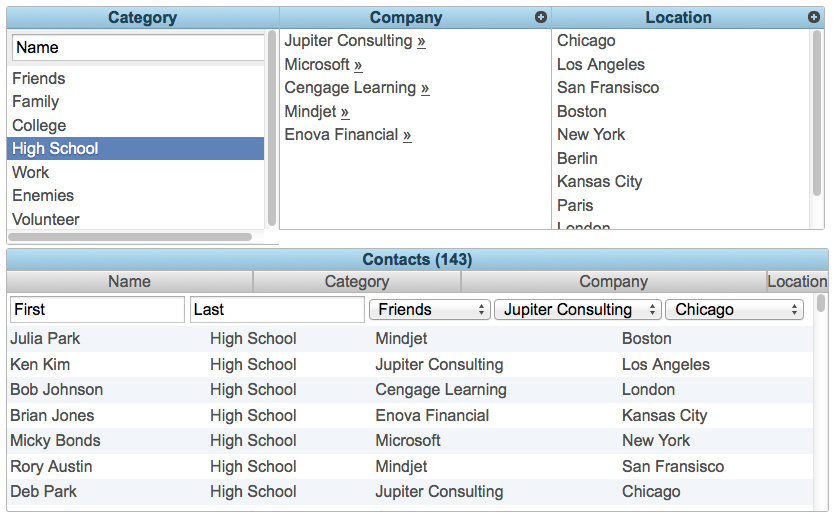 Category
Name
Friends
Family
College
High School
Work
Enemies
Volunteer
Company
Jupiter Consulting »
Microsoft »
Cengage Learning »
Mindjet »
Enova Financial »
Location
Chicago
Los Angeles
San Fransisco
Boston
New York
Berlin
Kansas City
Paris
London
Contacts (143)
Name Category Company Location
First Last Friends Jupiter Consulting Chicago
Julia Park High School Mindjet Boston
Ken Kim High School Jupiter Consulting Los Angeles
Bob Johnson High School Cengage Learning London
Brian Jones High School Enova Financial Kansas City
Micky Bonds High School Microsoft New York
Rory Austin High School Mindjet San Fransisco
Deb Park High School Jupiter Consulting Chicago